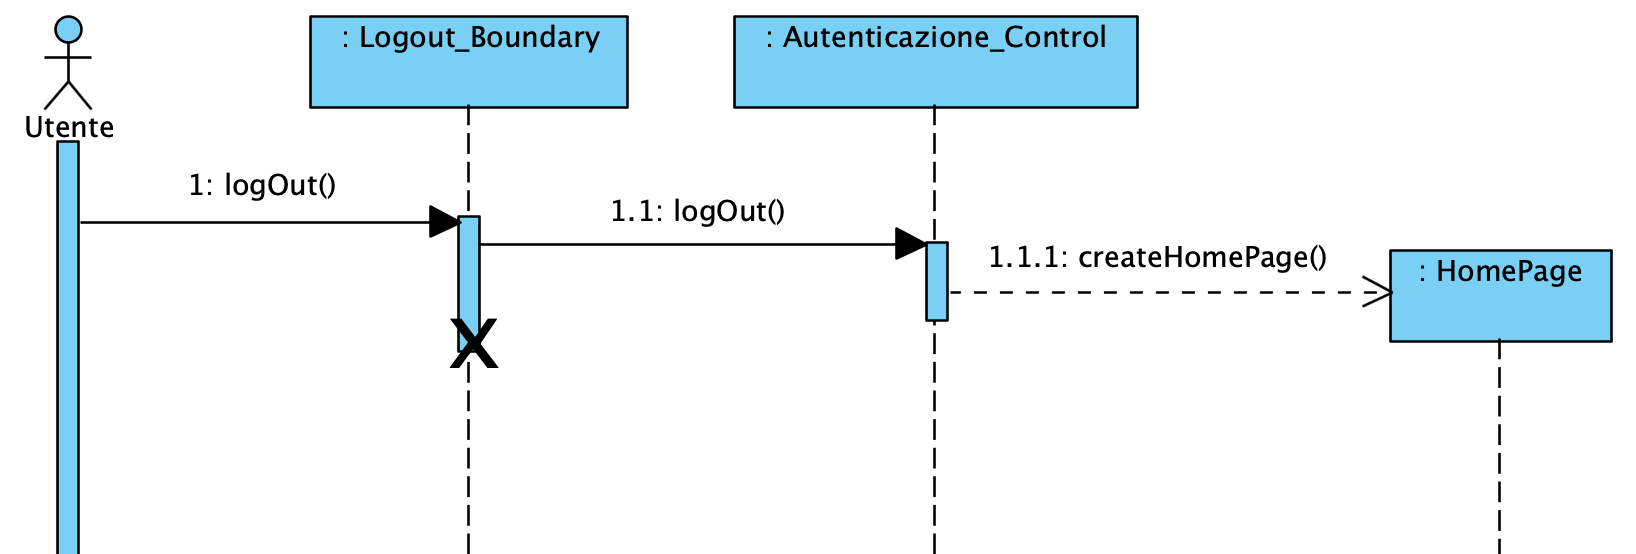 : Logout_Boundary
: Autenticazione_Control
Utente
1: logOut()
1.1: logOut()
1.1.1: createHomePage()
: HomePage